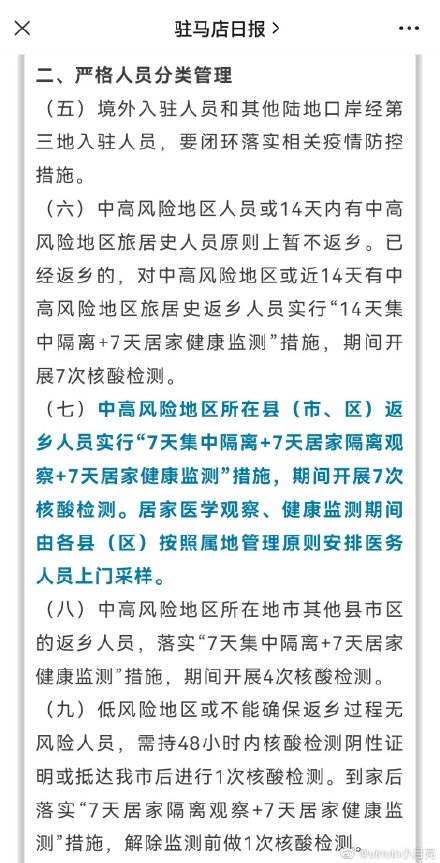 驻马店日报
二、严格人员分类管理
（五）境外入驻人员和其他陆地口岸经第
三地入驻人员，要闭环落实相关疫情防控
措施。
（六）中高风险地区人员或14天内有中高
风险地区旅居史人员原则上暂不返乡。已
经返乡的，对中高风险地区或近14天有中
高风险地区旅居史返乡人员实行“14天集
中隔离+7天居家健康监测”措施，期间开
展7次核酸检测。
（七）中高风险地区所在县（市、区）返
乡人员实行“7天集中隔离+7天居家隔离观
察+7天居家健康监测”措施，期间开展7次
核酸检测。居家医学观察、健康监测期间
由各县（区）按照属地管理原则安排医务
人员上门采样。
（八）中高风险地区所在地市其他县市区
的返乡人员，落实“7天集中隔离+7天居家
健康监测”措施，期间开展4次核酸检测。
（九）低风险地区或不能确保返乡过程无
风险人员，需持48小时内核酸检测阴性证
明或抵达我市后进行1次核酸检测。到家后
落实“7天居家隔离观察+7天居家健康监
测”措施，解除监测前做1次核酸检测。